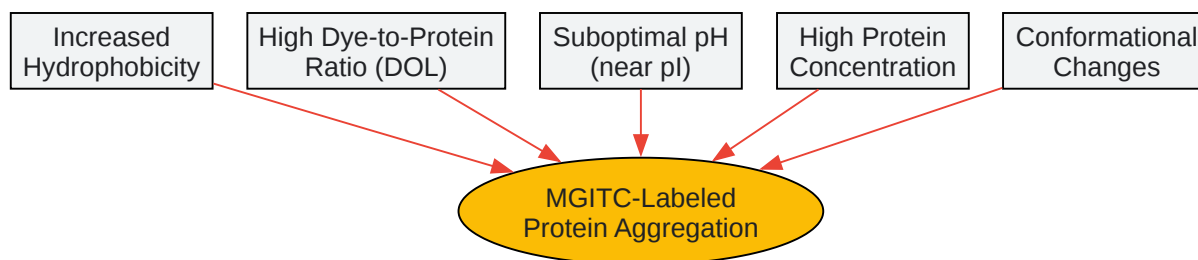 Increased
Hydrophobicity
High Dye-to-Protein
Ratio (DOL)
Suboptimal pH
(near pI)
High Protein
Concentration
Conformational
Changes
MGITC-Labeled
Protein Aggregation